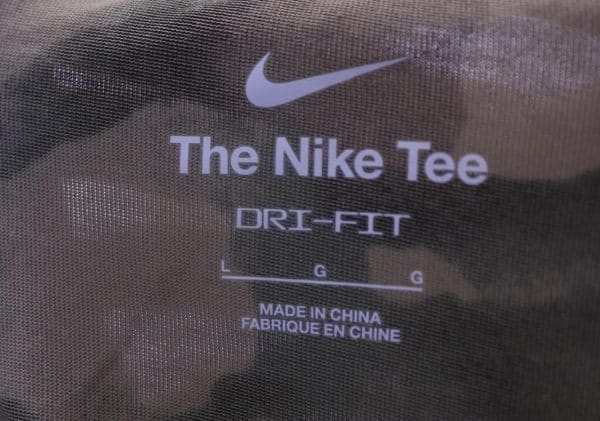 The Nike Tee
DRI-FIT
L G G
MADE IN CHINA
FABRIQUE EN CHINE